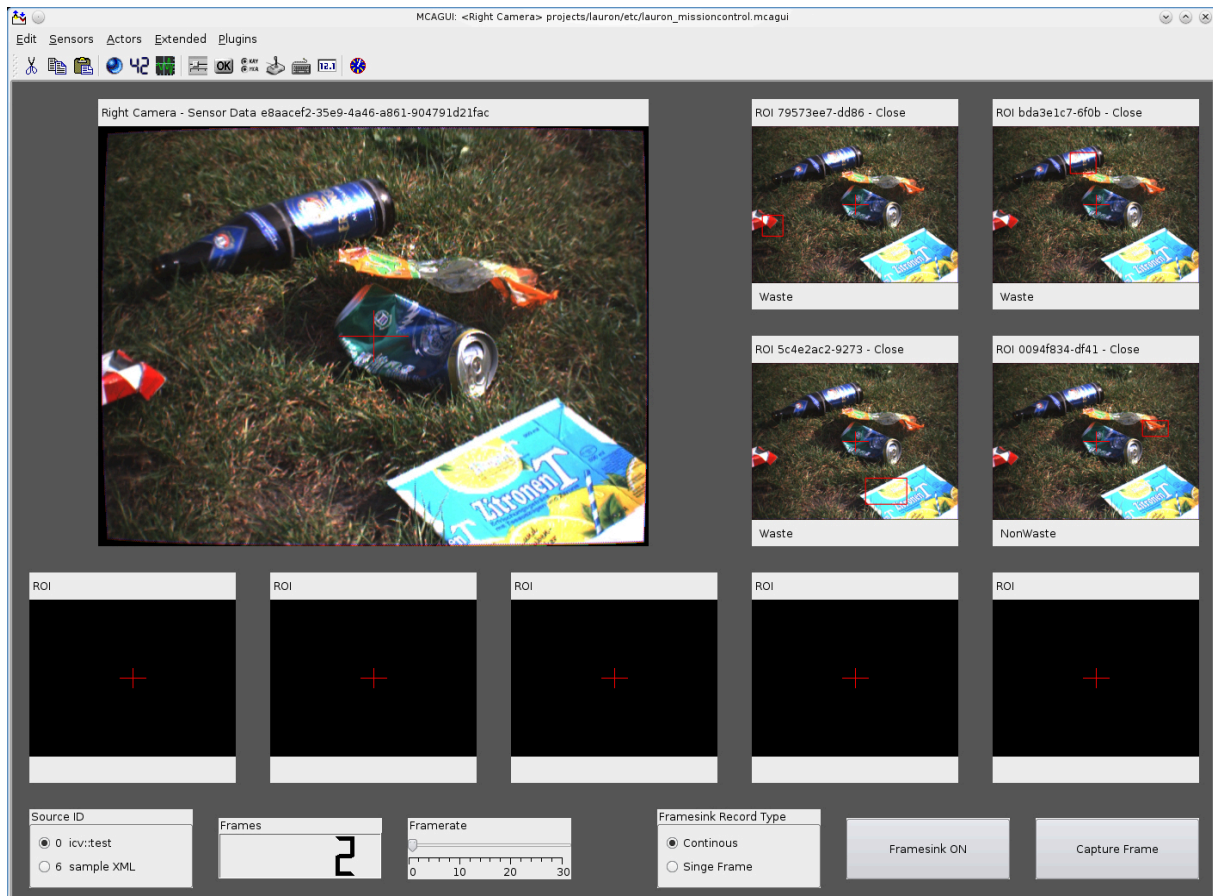 MCAGUI: <Right Camera> projects/lauron/etc/lauron_missioncontrol.mcagui
Edit Sensors Actors Extended Plugins
42 OK 12.1
Right Camera - Sensor Data e8aacef2-35e9-4a46-a861-904791d21fac
Zitronen T
ROI 79573ee7-dd86 - Close
Waste
ROI bda3e1c7-6f0b - Close
Waste
ROI 5c4e2ac2-9273 - Close
Waste
ROI 0094f834-df41 - Close
NonWaste
ROI
ROI
ROI
ROI
ROI
Source ID
0 icv::test
6 sample XML
Frames
2
Framerate
0 10 20 30
Framesink Record Type
Continous
Singe Frame
Framesink ON
Capture Frame